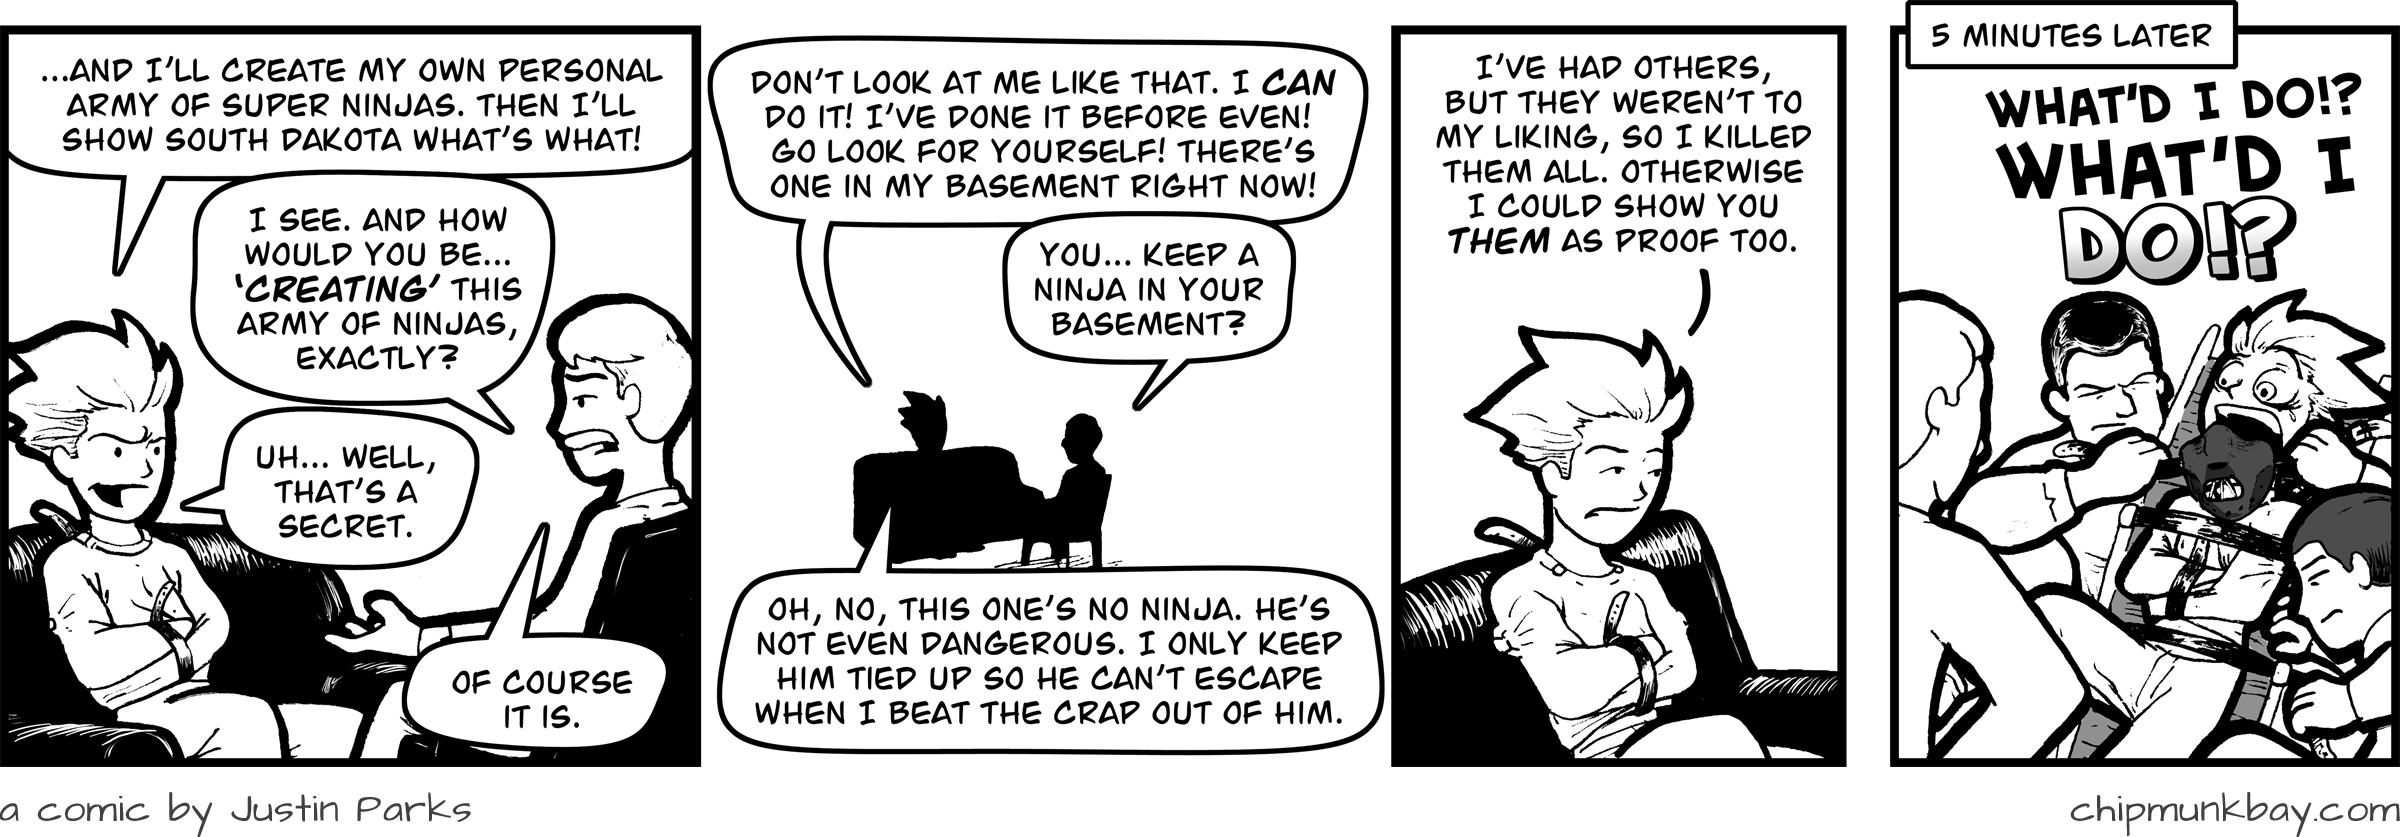 ...AND I'LL CREATE MY OWN PERSONAL
ARMY OF SUPER NINJAS. THEN I'LL
SHOW SOUTH DAKOTA WHAT'S WHAT!
I SEE. AND HOW
WOULD YOU BE...
'CREATING' THIS
ARMY OF NINJAS,
EXACTLY?
UH... WELL,
THAT'S A
SECRET.
OF COURSE
IT IS.
DON'T LOOK AT ME LIKE THAT. I CAN
DO IT! I'VE DONE IT BEFORE EVEN!
GO LOOK FOR YOURSELF! THERE'S
ONE IN MY BASEMENT RIGHT NOW!
YOU... KEEP A
NINJA IN YOUR
BASEMENT?
OH, NO, THIS ONE'S NO NINJA. HE'S
NOT EVEN DANGEROUS. I ONLY KEEP
HIM TIED UP SO HE CAN'T ESCAPE
WHEN I BEAT THE CRAP OUT OF HIM.
I'VE HAD OTHERS,
BUT THEY WEREN'T TO
MY LIKING, SO I KILLED
THEM ALL. OTHERWISE
I COULD SHOW YOU
THEM AS PROOF TOO.
5 MINUTES LATER
WHAT'D I DO!?
WHAT'D I
DO!?
a comic by Justin Parks
chipmunkbay.com